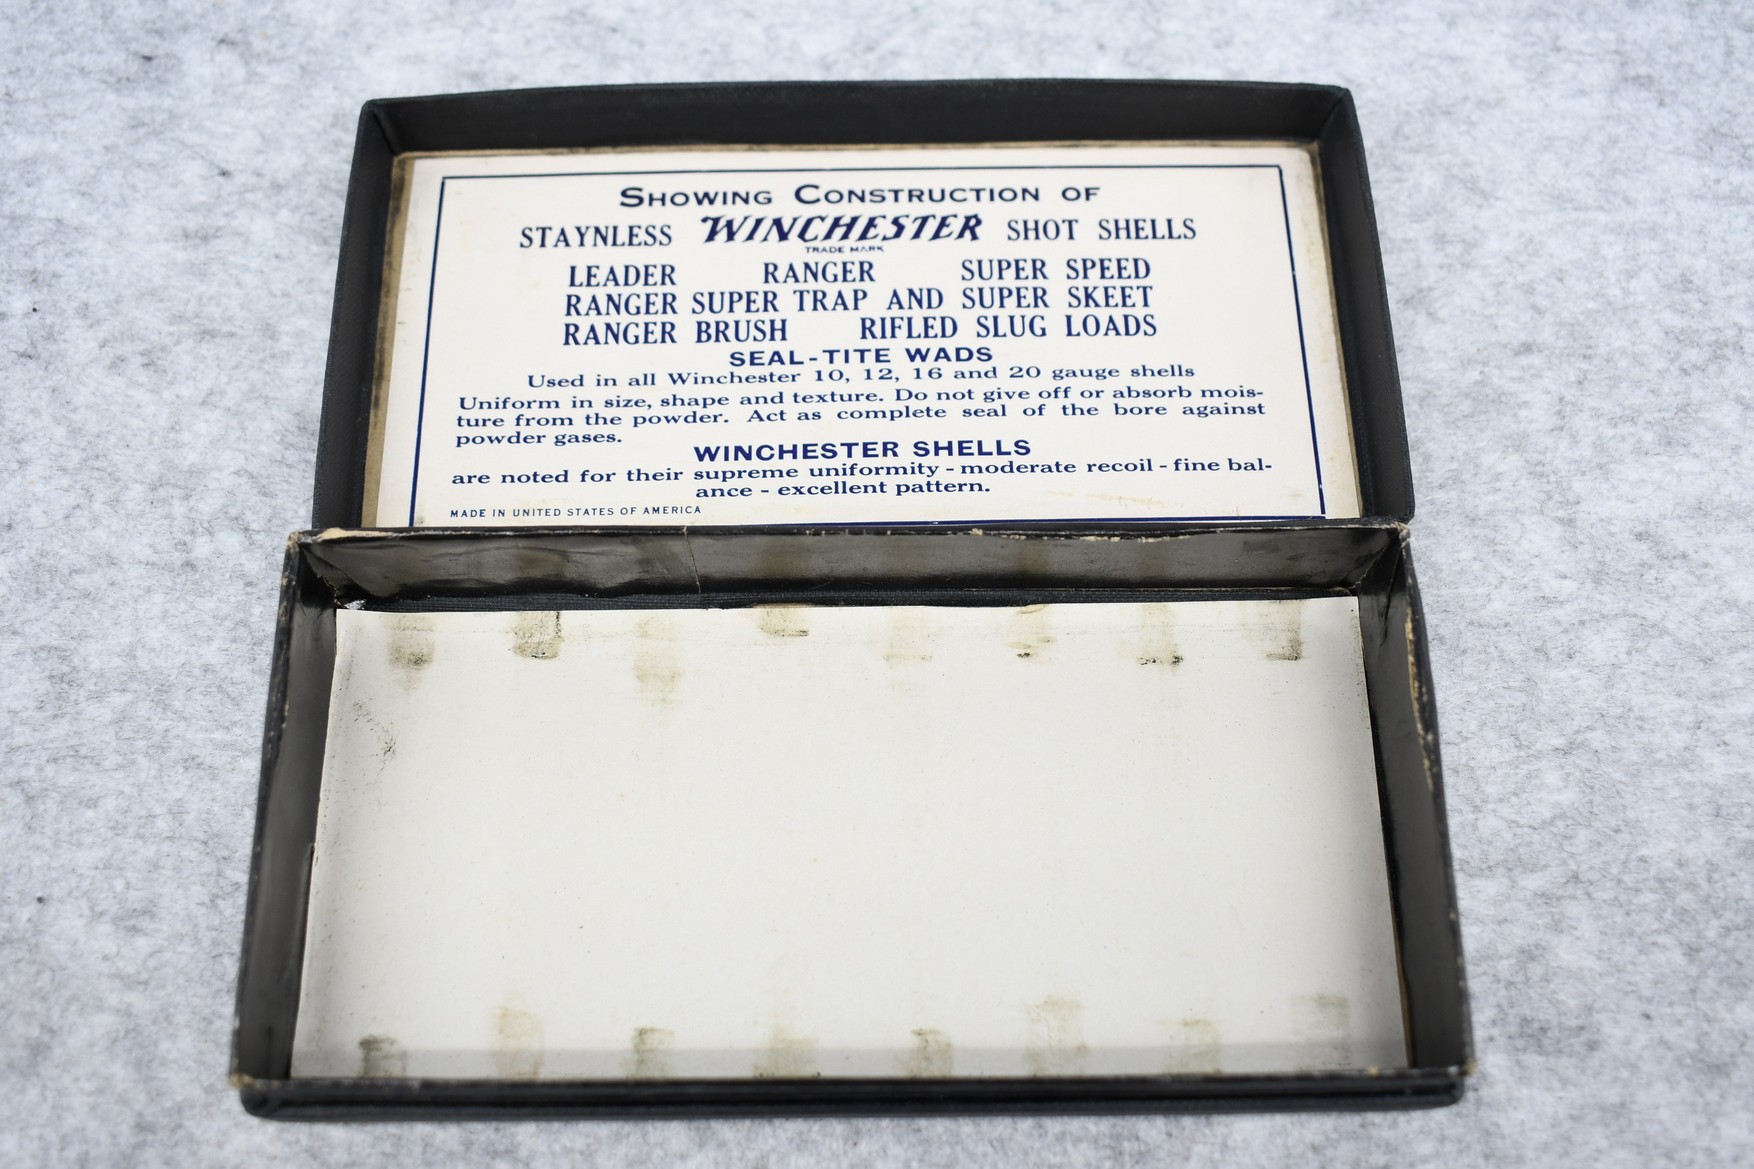 SHOWING CONSTRUCTION OF
STAYNLESS WINCHESTER SHOT SHELLS
TRADE MARK
LEADER RANGER SUPER SPEED
RANGER SUPER TRAP AND SUPER SKEET
RANGER BRUSH RIFLED SLUG LOADS
SEAL-TITE WADS
Used in all Winchester 10, 12, 16 and 20 gauge shells
Uniform in size, shape and texture. Do not give off or absorb mois-
ture from the powder. Act as complete seal of the bore against
powder gases.
WINCHESTER SHELLS
are noted for their supreme uniformity - moderate recoil - fine bal-
ance - excellent pattern.
MADE IN UNITED STATES OF AMERICA